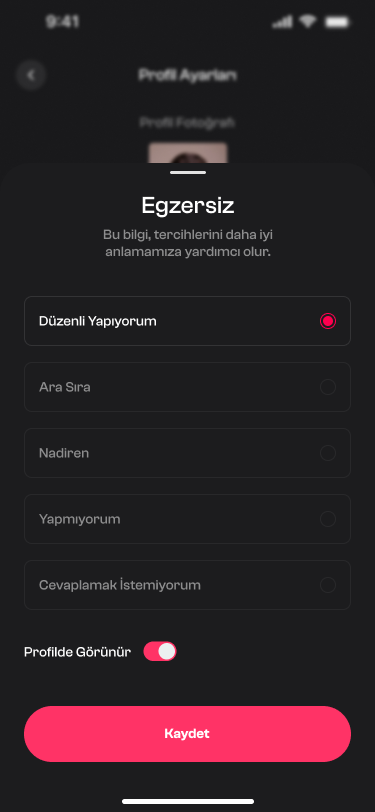 9:41
Profil Ayarları
Profil Fotoğrafı
Egzersiz
Bu bilgi, tercihlerini daha iyi
anlamamıza yardımcı olur.
Düzenli Yapıyorum
Ara Sıra
Nadiren
Yapmıyorum
Cevaplamak İstemiyorum
Profilde Görünür
Kaydet